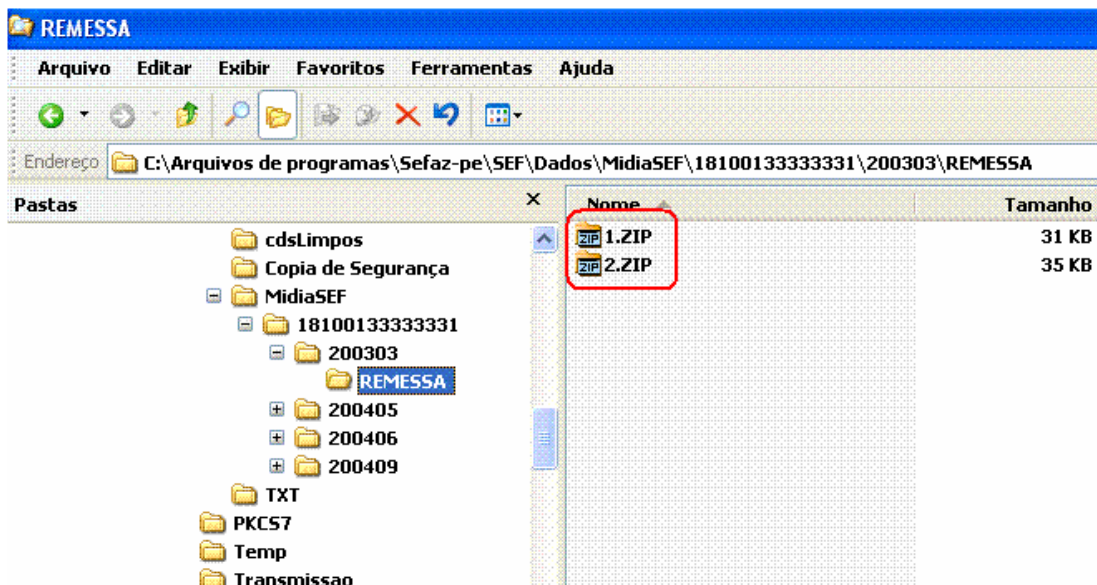 REMESSA
Arquivo Editar Exibir Favoritos Ferramentas Ajuda
Endereço C:\Arquivos de programas\Sefaz-pe\SEF\Dados\MidiaSEF\18100133333331\200303\REMESSA
Pastas
Nome Tamanho
cdsLimpos
Copia de Segurança
MidiaSEF
18100133333331
200303
REMESSA
200405
200406
200409
TXT
PKCS7
Temp
Transmissao
ZIP 1.ZIP 31 KB
ZIP 2.ZIP 35 KB